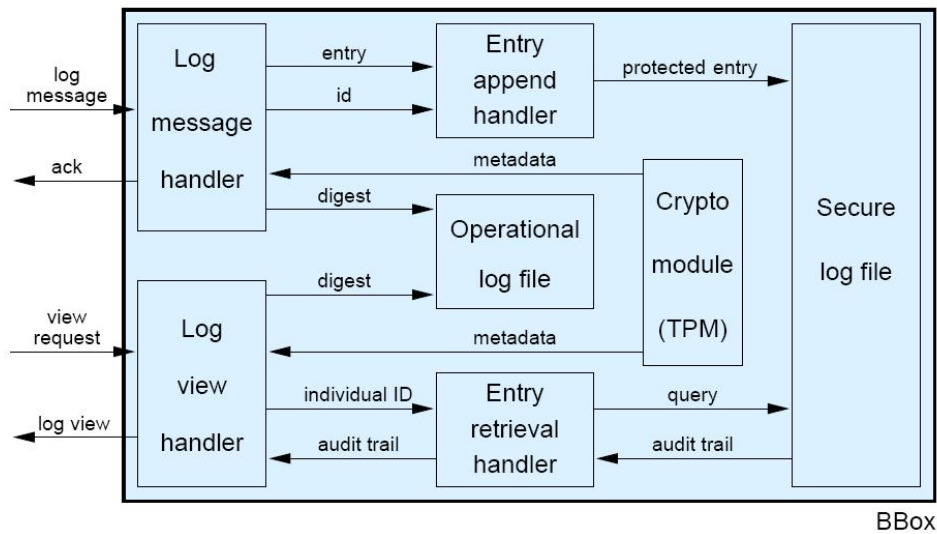 log
message
ack
view
request
log view
Log
message
handler
entry
id
Entry
append
handler
protected entry
metadata
digest
Operational
log file
Crypto
module
(TPM)
Secure
log file
digest
metadata
Log
view
handler
individual ID
audit trail
Entry
retrieval
handler
query
audit trail
BBox